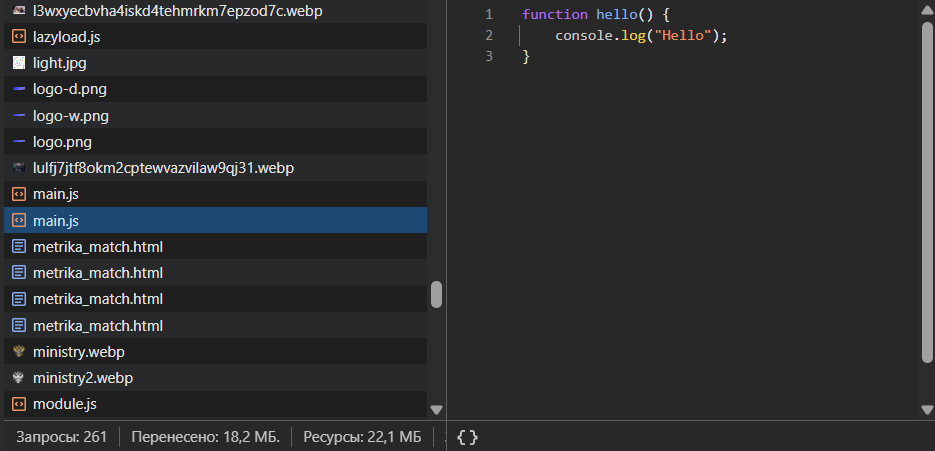 l3wxyecbvha4iskd4tehmrkm7epzod7c.webp
lazyload.js
light.jpg
logo-d.png
logo-w.png
logo.png
lulfj7jtf8okm2cptewvazvilaw9qj31.webp
main.js
main.js
metrika_match.html
metrika_match.html
metrika_match.html
metrika_match.html
ministry.webp
ministry2.webp
module.js
Запросы: 261 Перенесено: 18,2 МБ. Ресурсы: 22,1 МБ
1 function hello() {
2 console.log("Hello");
3 }
{}